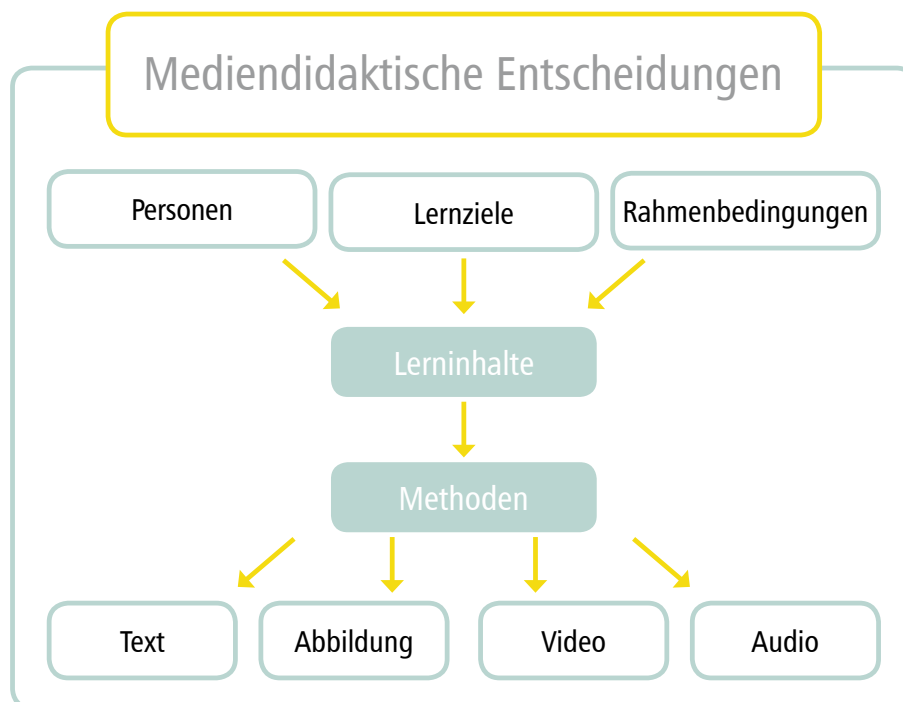 Mediendidaktische Entscheidungen
Personen
Lernziele
Rahmenbedingungen
Lerninhalte
Methoden
Text
Abbildung
Video
Audio